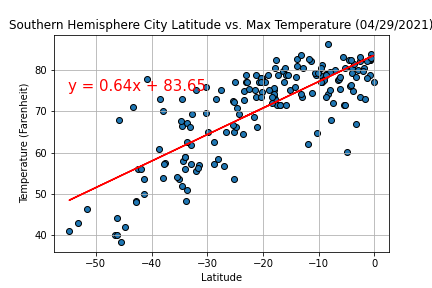 Southern Hemisphere City Latitude vs. Max Temperature (04/29/2021)
y = 0.64x + 83.65
Temperature (Farenheit)
80
70
60
50
40
−50
−40
−30
−20
−10
0
Latitude